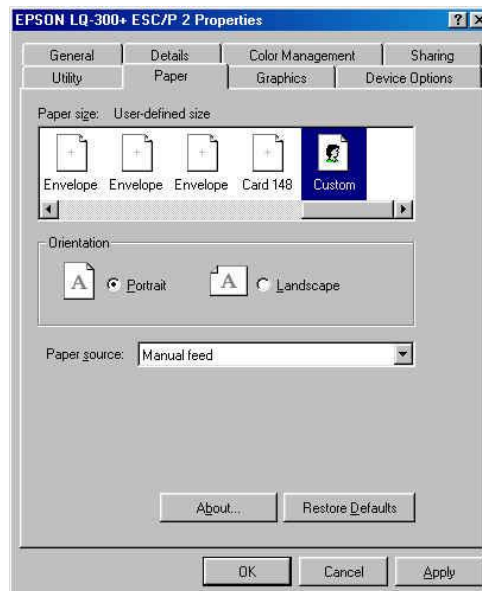 EPSON LQ-300+ ESC/P 2 Properties
General Details Color Management Sharing
Utility Paper Graphics Device Options
Paper size: User-defined size
Envelope Envelope Envelope Card 148 Custom
Orientation
A Portrait A Landscape
Paper source: Manual feed
About... Restore Defaults
OK Cancel Apply